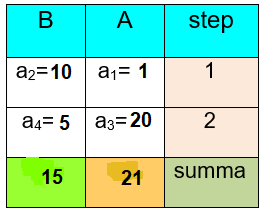 B A step
a₂=10 a₁= 1 1
a₄= 5 a₃=20 2
15 21 summa